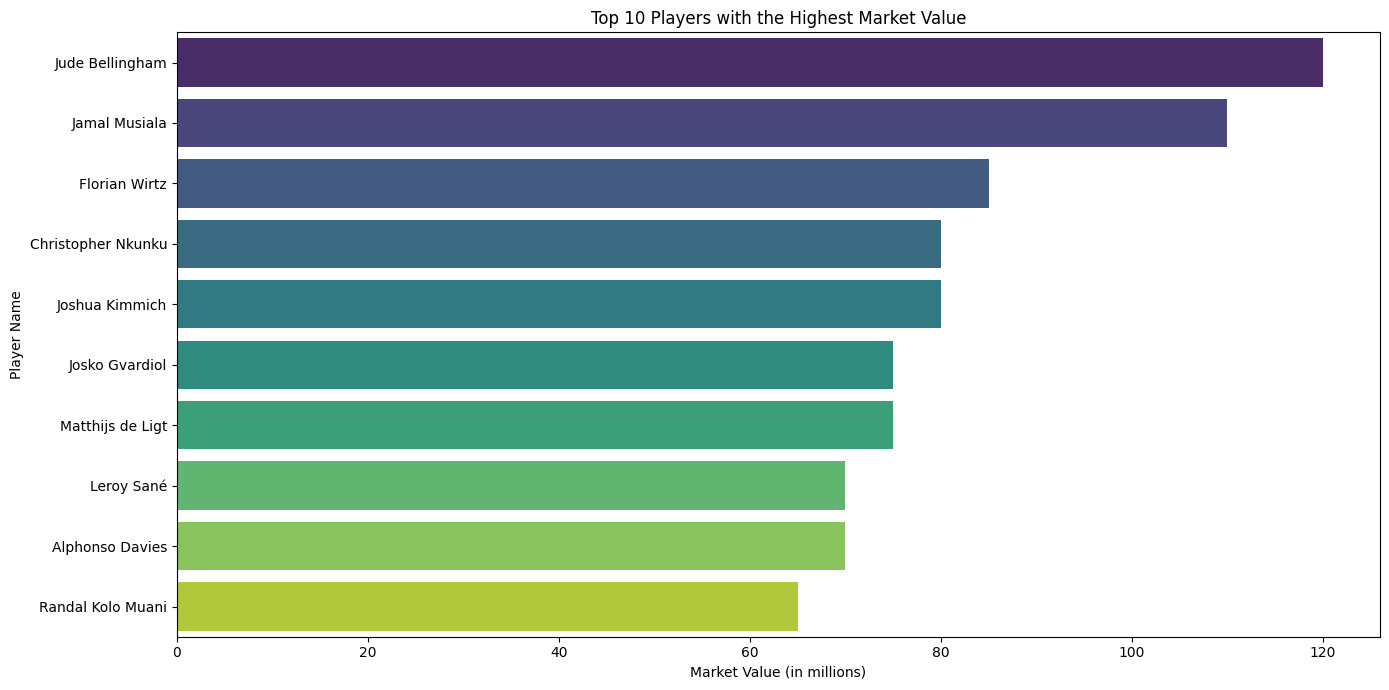 Top 10 Players with the Highest Market Value
Player Name
Jude Bellingham
Jamal Musiala
Florian Wirtz
Christopher Nkunku
Joshua Kimmich
Josko Gvardiol
Matthijs de Ligt
Leroy Sané
Alphonso Davies
Randal Kolo Muani
0 20 40 60 80 100 120
Market Value (in millions)